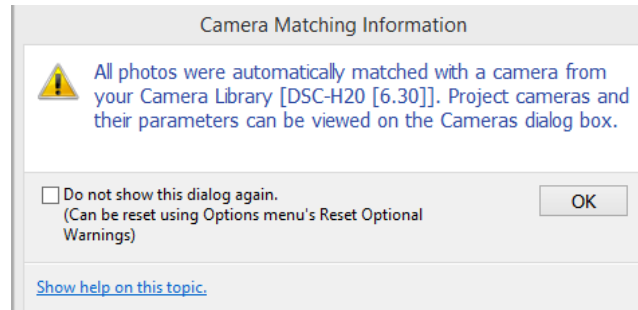 Camera Matching Information
All photos were automatically matched with a camera from
your Camera Library [DSC-H20 [6.30]]. Project cameras and
their parameters can be viewed on the Cameras dialog box.
Do not show this dialog again.
(Can be reset using Options menu's Reset Optional
Warnings)
OK
Show help on this topic.